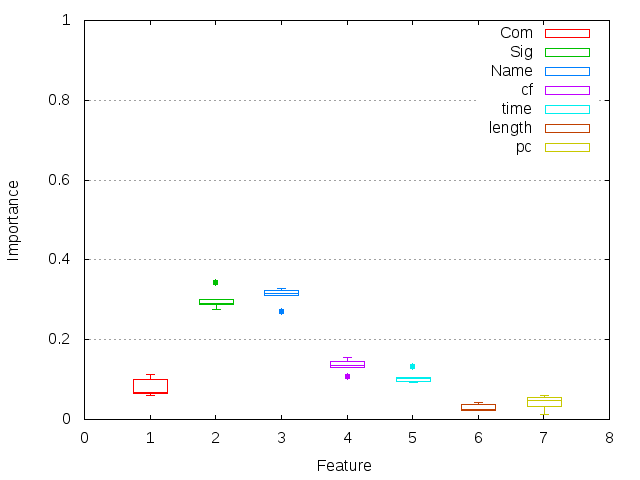 1
Com
Sig
Name
cf
time
length
pc
0.8
0.6
0.4
0.2
0
Importance
0 1 2 3 4 5 6 7 8
Feature